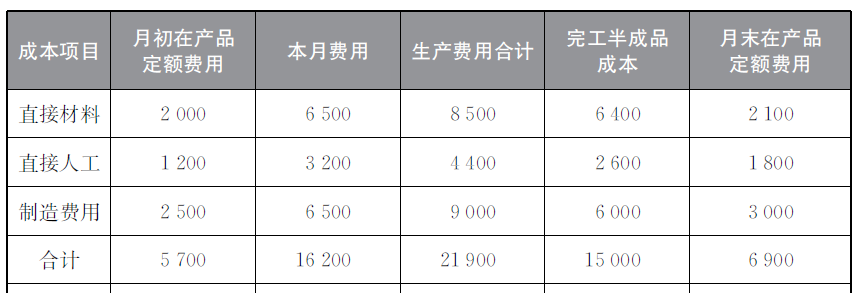 成本项目 月初在产品定额费用 本月费用 生产费用合计 完工半成品成本 月末在产品定额费用
直接材料 2 000 6 500 8 500 6 400 2 100
直接人工 1 200 3 200 4 400 2 600 1 800
制造费用 2 500 6 500 9 000 6 000 3 000
合计 5 700 16 200 21 900 15 000 6 900